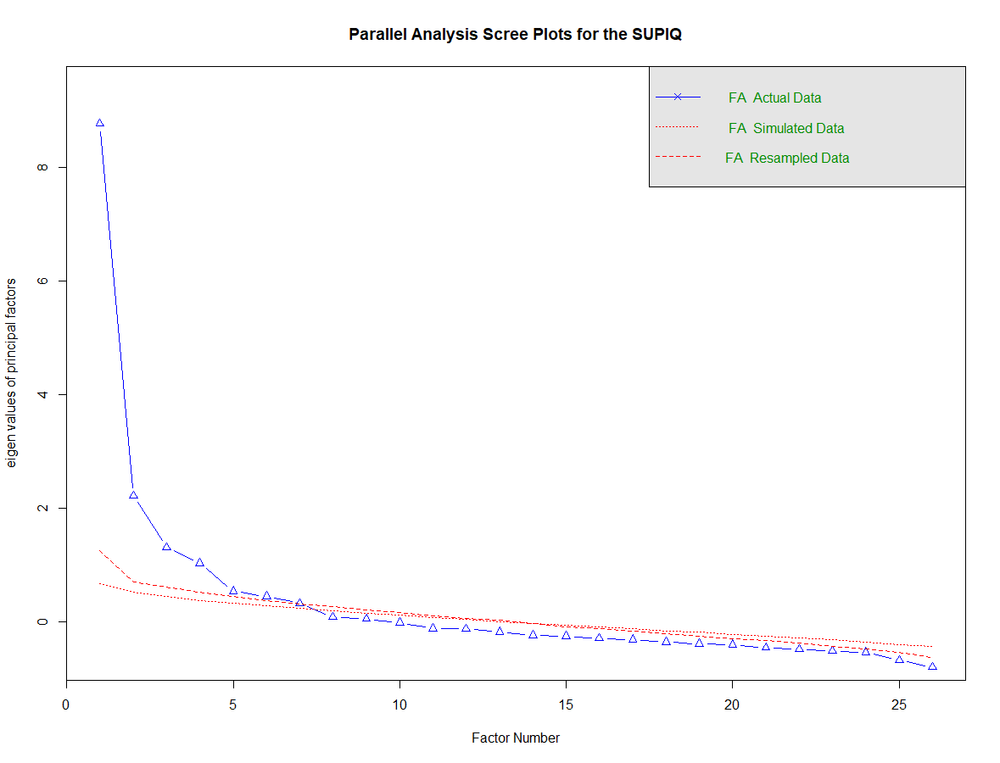 Parallel Analysis Scree Plots for the SUPIQ
FA Actual Data
FA Simulated Data
FA Resampled Data
eigen values of principal factors
8
6
4
2
0
0 5 10 15 20 25
Factor Number